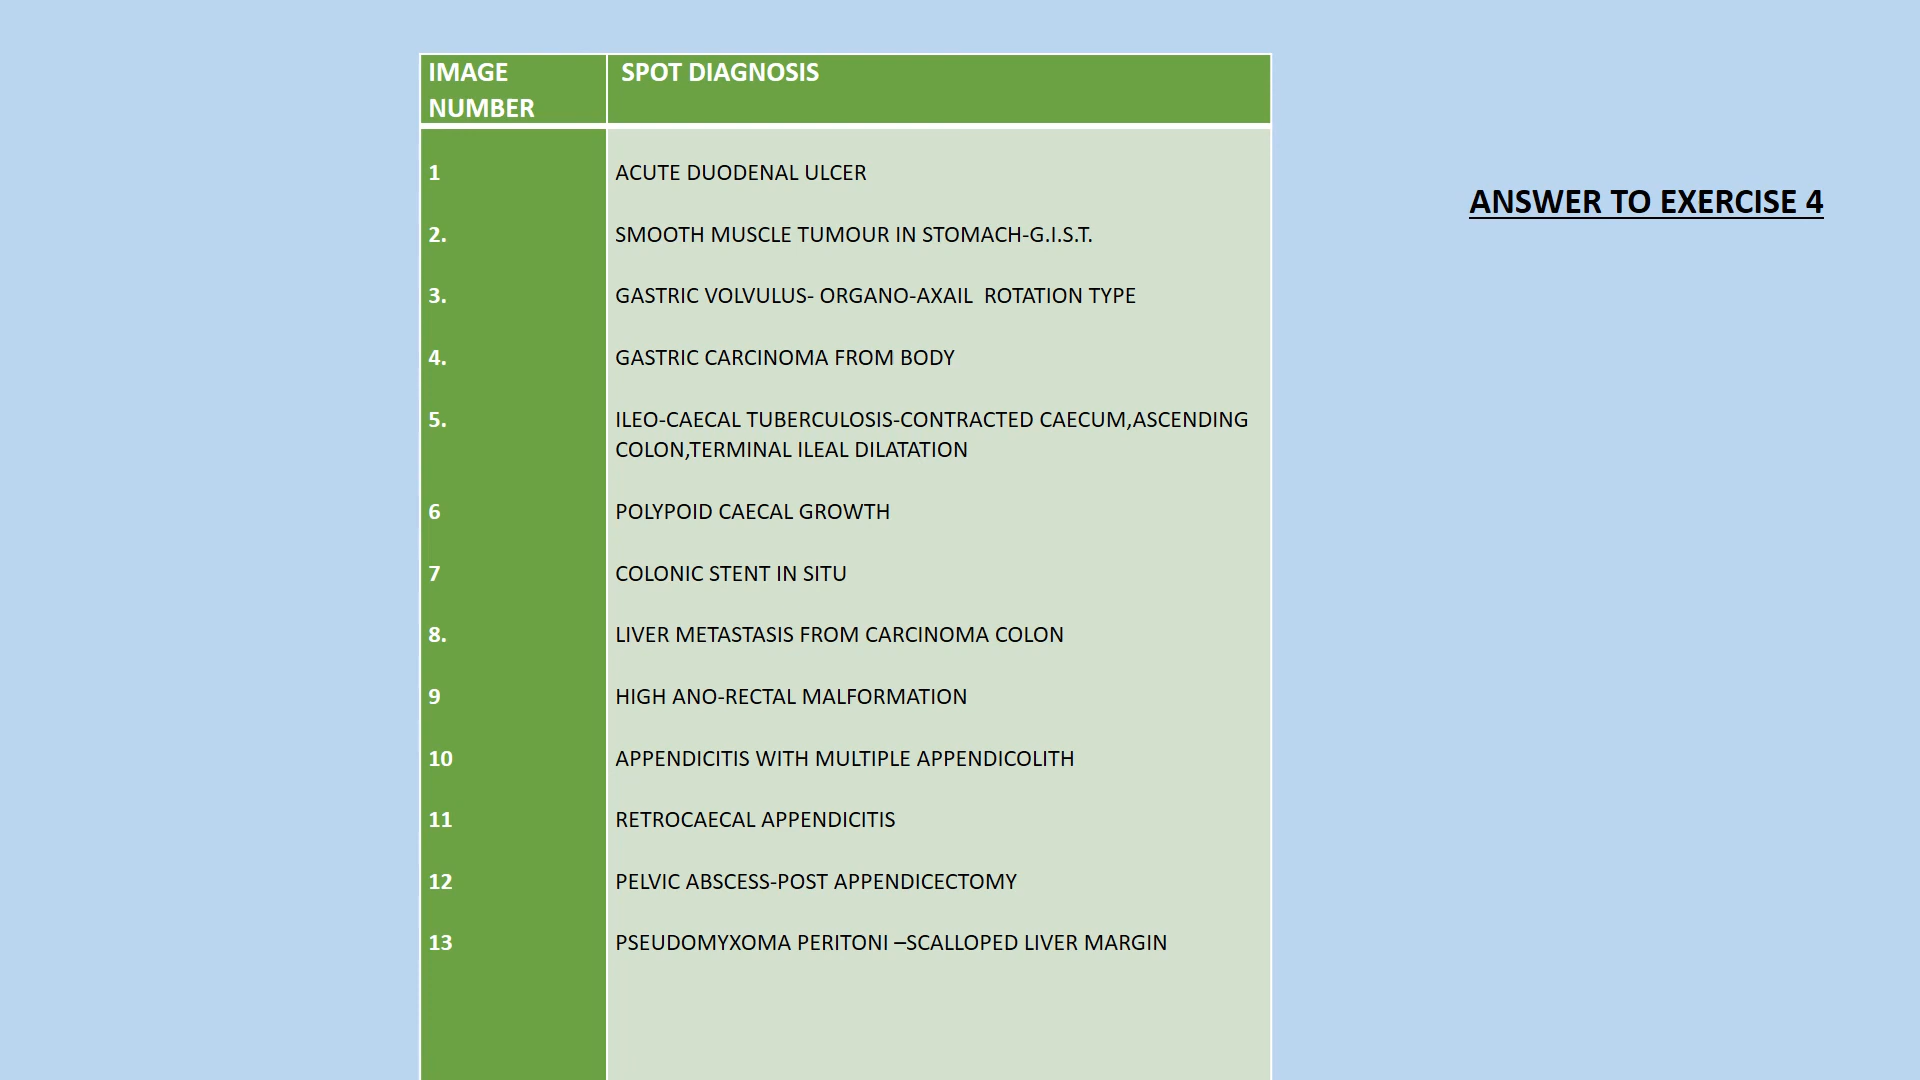 IMAGE NUMBER SPOT DIAGNOSIS
1 ACUTE DUODENAL ULCER
ANSWER TO EXERCISE 4
2. SMOOTH MUSCLE TUMOUR IN STOMACH-G.I.S.T.
3. GASTRIC VOLVULUS- ORGANO-AXAIL  ROTATION TYPE
4. GASTRIC CARCINOMA FROM BODY
5. ILEO-CAECAL TUBERCULOSIS-CONTRACTED CAECUM,ASCENDING
COLON,TERMINAL ILEAL DILATATION
6 POLYPOID CAECAL GROWTH
7 COLONIC STENT IN SITU
8. LIVER METASTASIS FROM CARCINOMA COLON
9 HIGH ANO-RECTAL MALFORMATION
10 APPENDICITIS WITH MULTIPLE APPENDICOLITH
11 RETROCAECAL APPENDICITIS
12 PELVIC ABSCESS-POST APPENDICECTOMY
13 PSEUDOMYXOMA PERITONI –SCALLOPED LIVER MARGIN